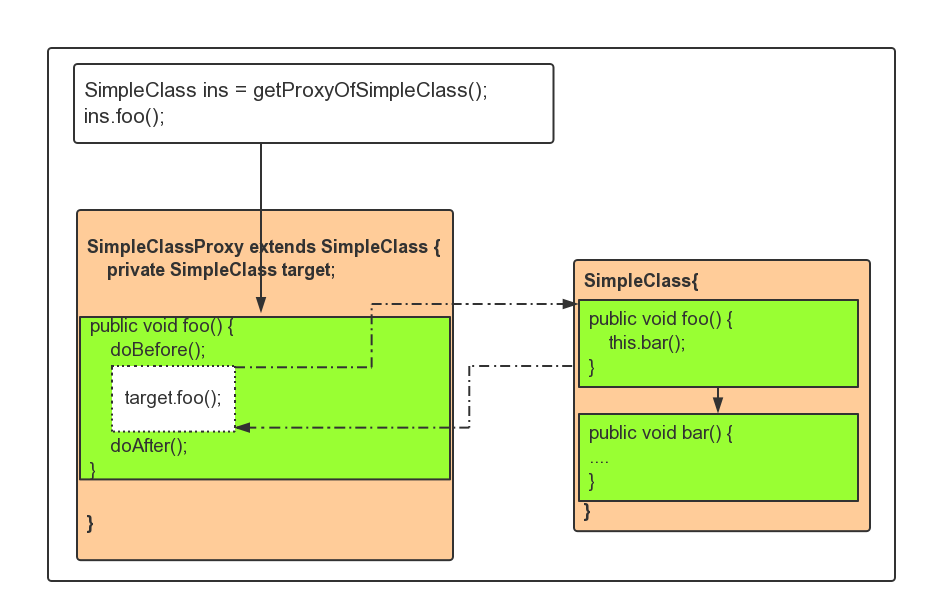 SimpleClass ins = getProxyOfSimpleClass();
ins.foo();
SimpleClassProxy extends SimpleClass {
private SimpleClass target;
public void foo() {
doBefore();
target.foo();
doAfter();
}
}
SimpleClass{
public void foo() {
this.bar();
}
public void bar() {
....
}
}